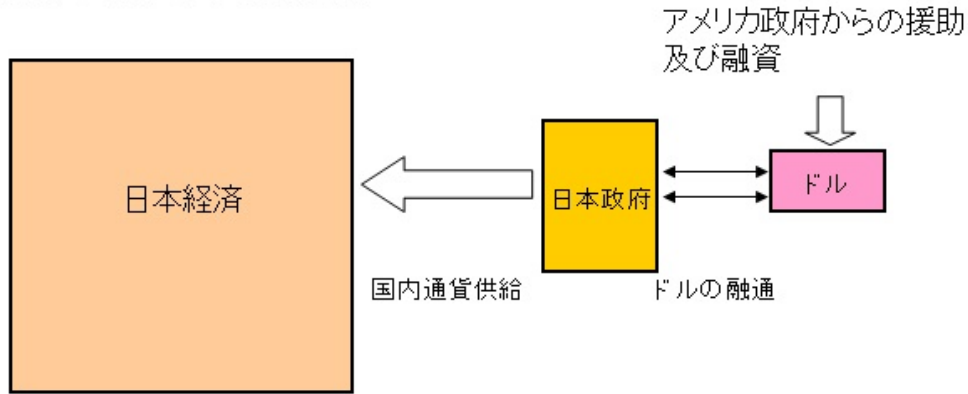 アメリカ政府からの援助
及び融資
日本経済
日本政府
ドル
国内通貨供給
ドルの融通